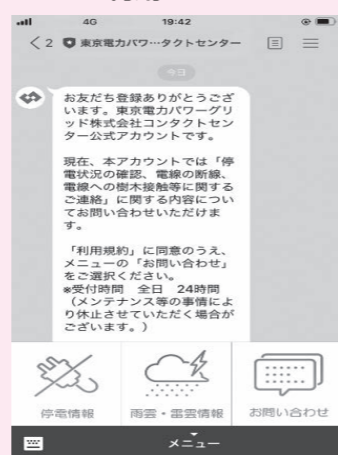 4G 19:42
2 東京電力パワ…タクトセンター
今日
お友だち登録ありがとうござ
います。東京電力パワーグリ
ッド株式会社コンタクトセン
ター公式アカウントです。
現在、本アカウントでは「停
電状況の確認、電線の断線、
電線への樹木接触等に関する
ご連絡」に関する内容につい
てお問い合わせいただけま
す。
「利用規約」に同意のうえ、
メニューの「お問い合わせ」
をご選択ください。
※受付時間 全日 24時間
（メンテナンス等の事情によ
り休止させていただく場合が
ございます。）
停電情報 雨雲・雷雲情報 お問い合わせ
メニュー